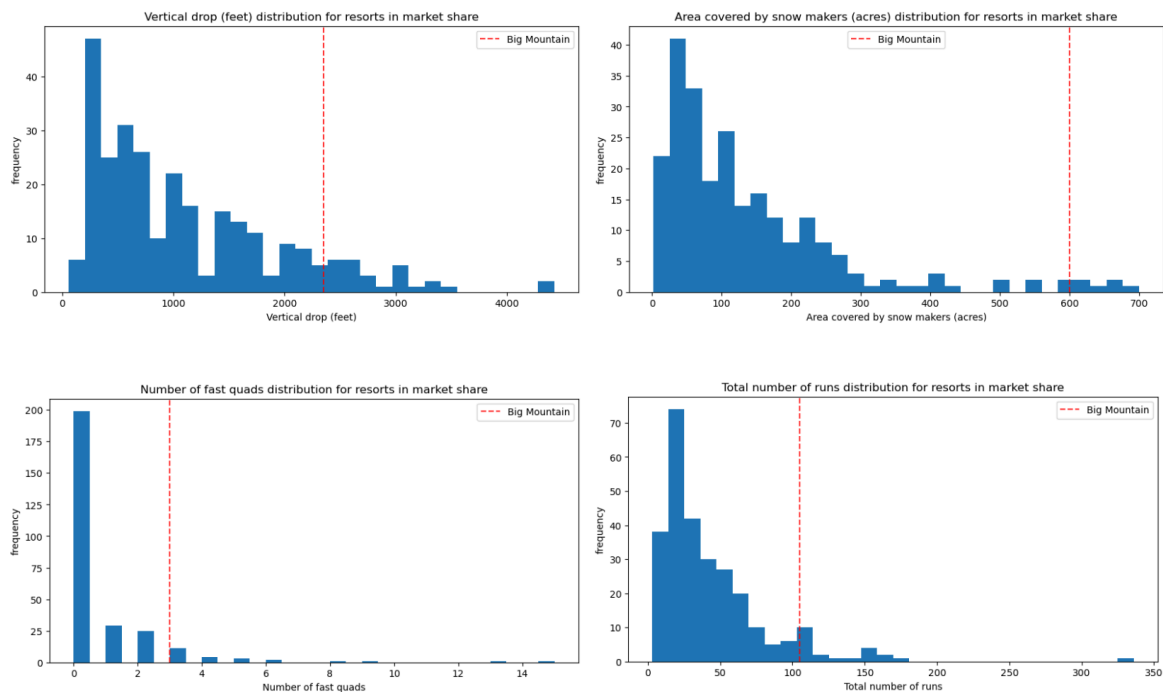 Vertical drop (feet) distribution for resorts in market share
Big Mountain
frequency
40
30
20
10
0
0 1000 2000 3000 4000
Vertical drop (feet)
Area covered by snow makers (acres) distribution for resorts in market share
Big Mountain
frequency
40
35
30
25
20
15
10
5
0
0 100 200 300 400 500 600 700
Area covered by snow makers (acres)
Number of fast quads distribution for resorts in market share
Big Mountain
frequency
200
175
150
125
100
75
50
25
0
0 2 4 6 8 10 12 14
Number of fast quads
Total number of runs distribution for resorts in market share
Big Mountain
frequency
70
60
50
40
30
20
10
0
0 50 100 150 200 250 300 350
Total number of runs